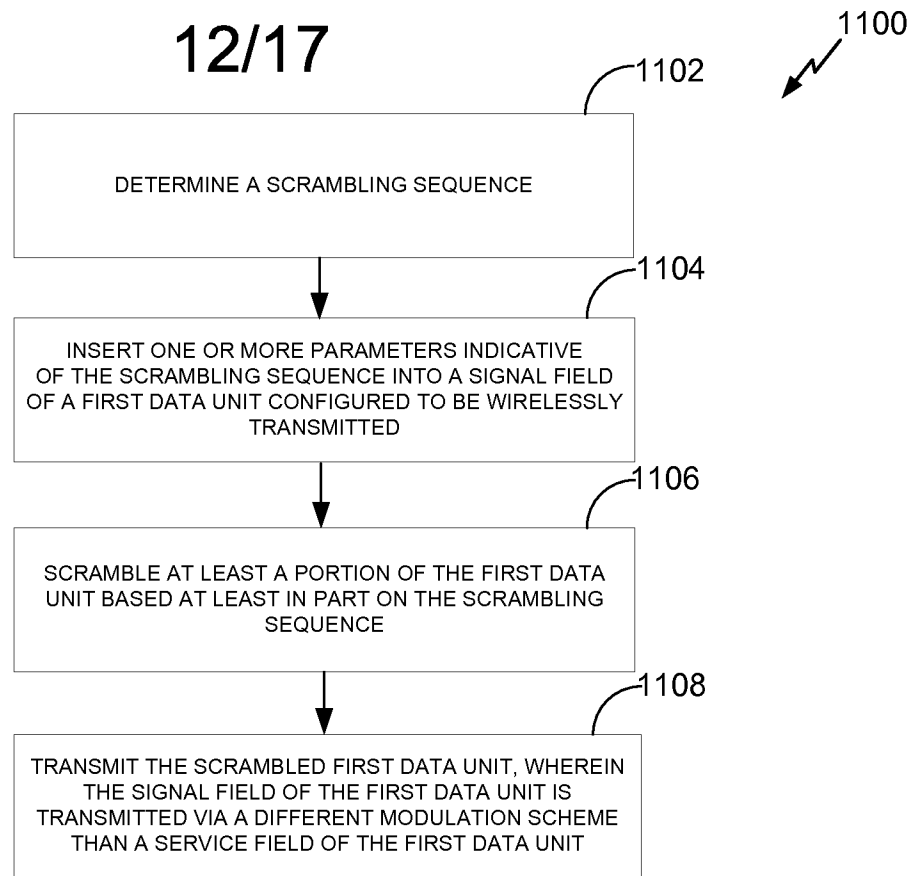 12/17
1100
1102
DETERMINE A SCRAMBLING SEQUENCE
1104
INSERT ONE OR MORE PARAMETERS INDICATIVE
OF THE SCRAMBLING SEQUENCE INTO A SIGNAL FIELD
OF A FIRST DATA UNIT CONFIGURED TO BE WIRELESSLY
TRANSMITTED
1106
SCRAMBLE AT LEAST A PORTION OF THE FIRST DATA
UNIT BASED AT LEAST IN PART ON THE SCRAMBLING
SEQUENCE
1108
TRANSMIT THE SCRAMBLED FIRST DATA UNIT, WHEREIN
THE SIGNAL FIELD OF THE FIRST DATA UNIT IS
TRANSMITTED VIA A DIFFERENT MODULATION SCHEME
THAN A SERVICE FIELD OF THE FIRST DATA UNIT